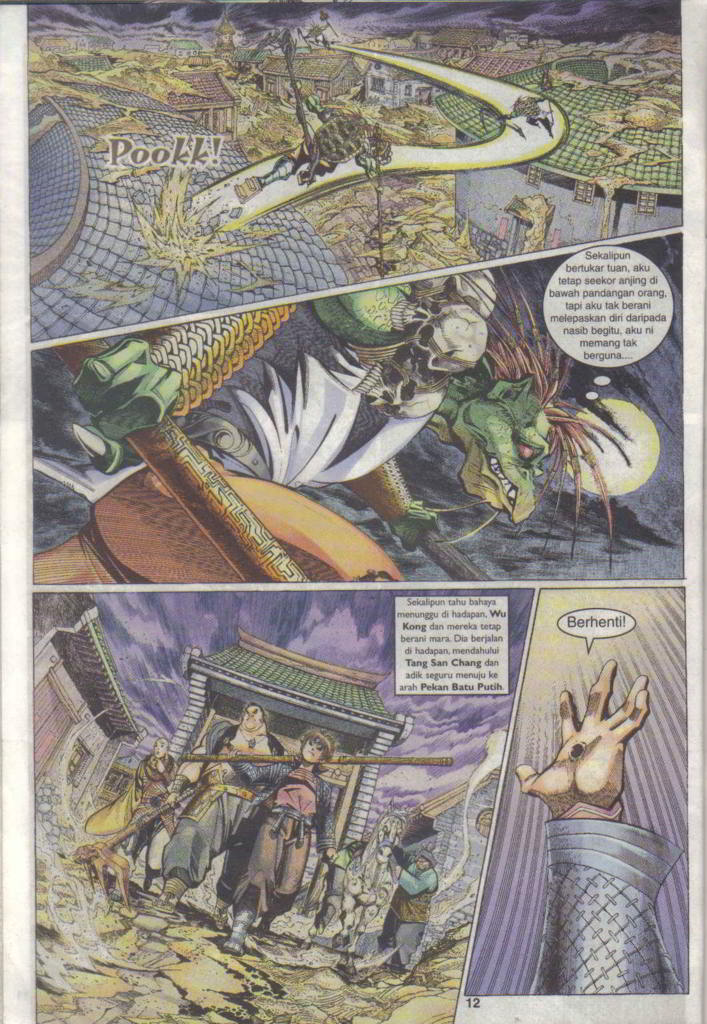 Pookk!
Sekalipun
bertukar tuan, aku
tetap seekor anjing di
bawah pandangan orang,
tapi aku tak berani
melepaskan diri daripada
nasib begitu, aku ni
memang tak
berguna....
Sekalipun tahu bahaya
menunggu di hadapan, Wu
Kong dan mereka tetap
berani mara. Dia berjalan
di hadapan, mendahului
Tang San Chang dan
adik seguru menuju ke
arah Pekan Batu Putih.
Berhenti!
12